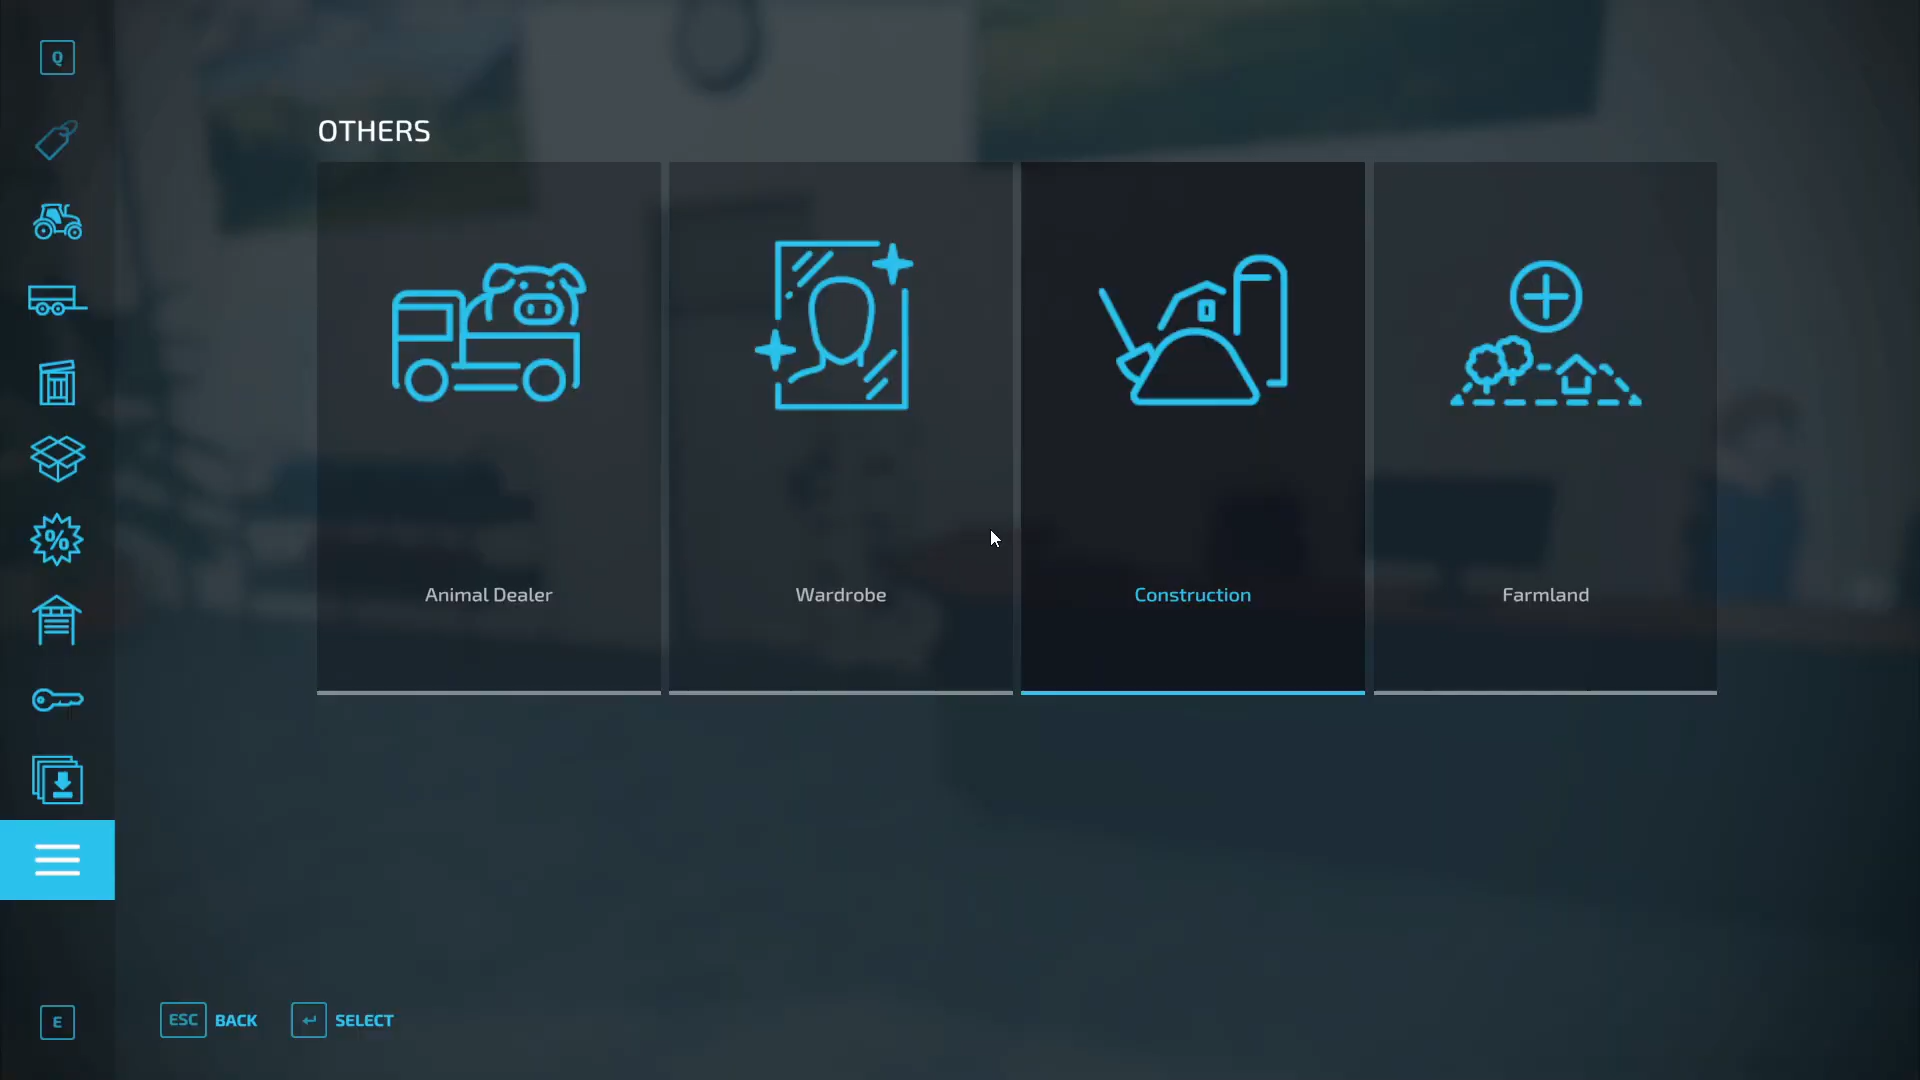 Q
OTHERS
Animal Dealer
Wardrobe
Construction
Farmland
%
E
ESC BACK
↵ SELECT